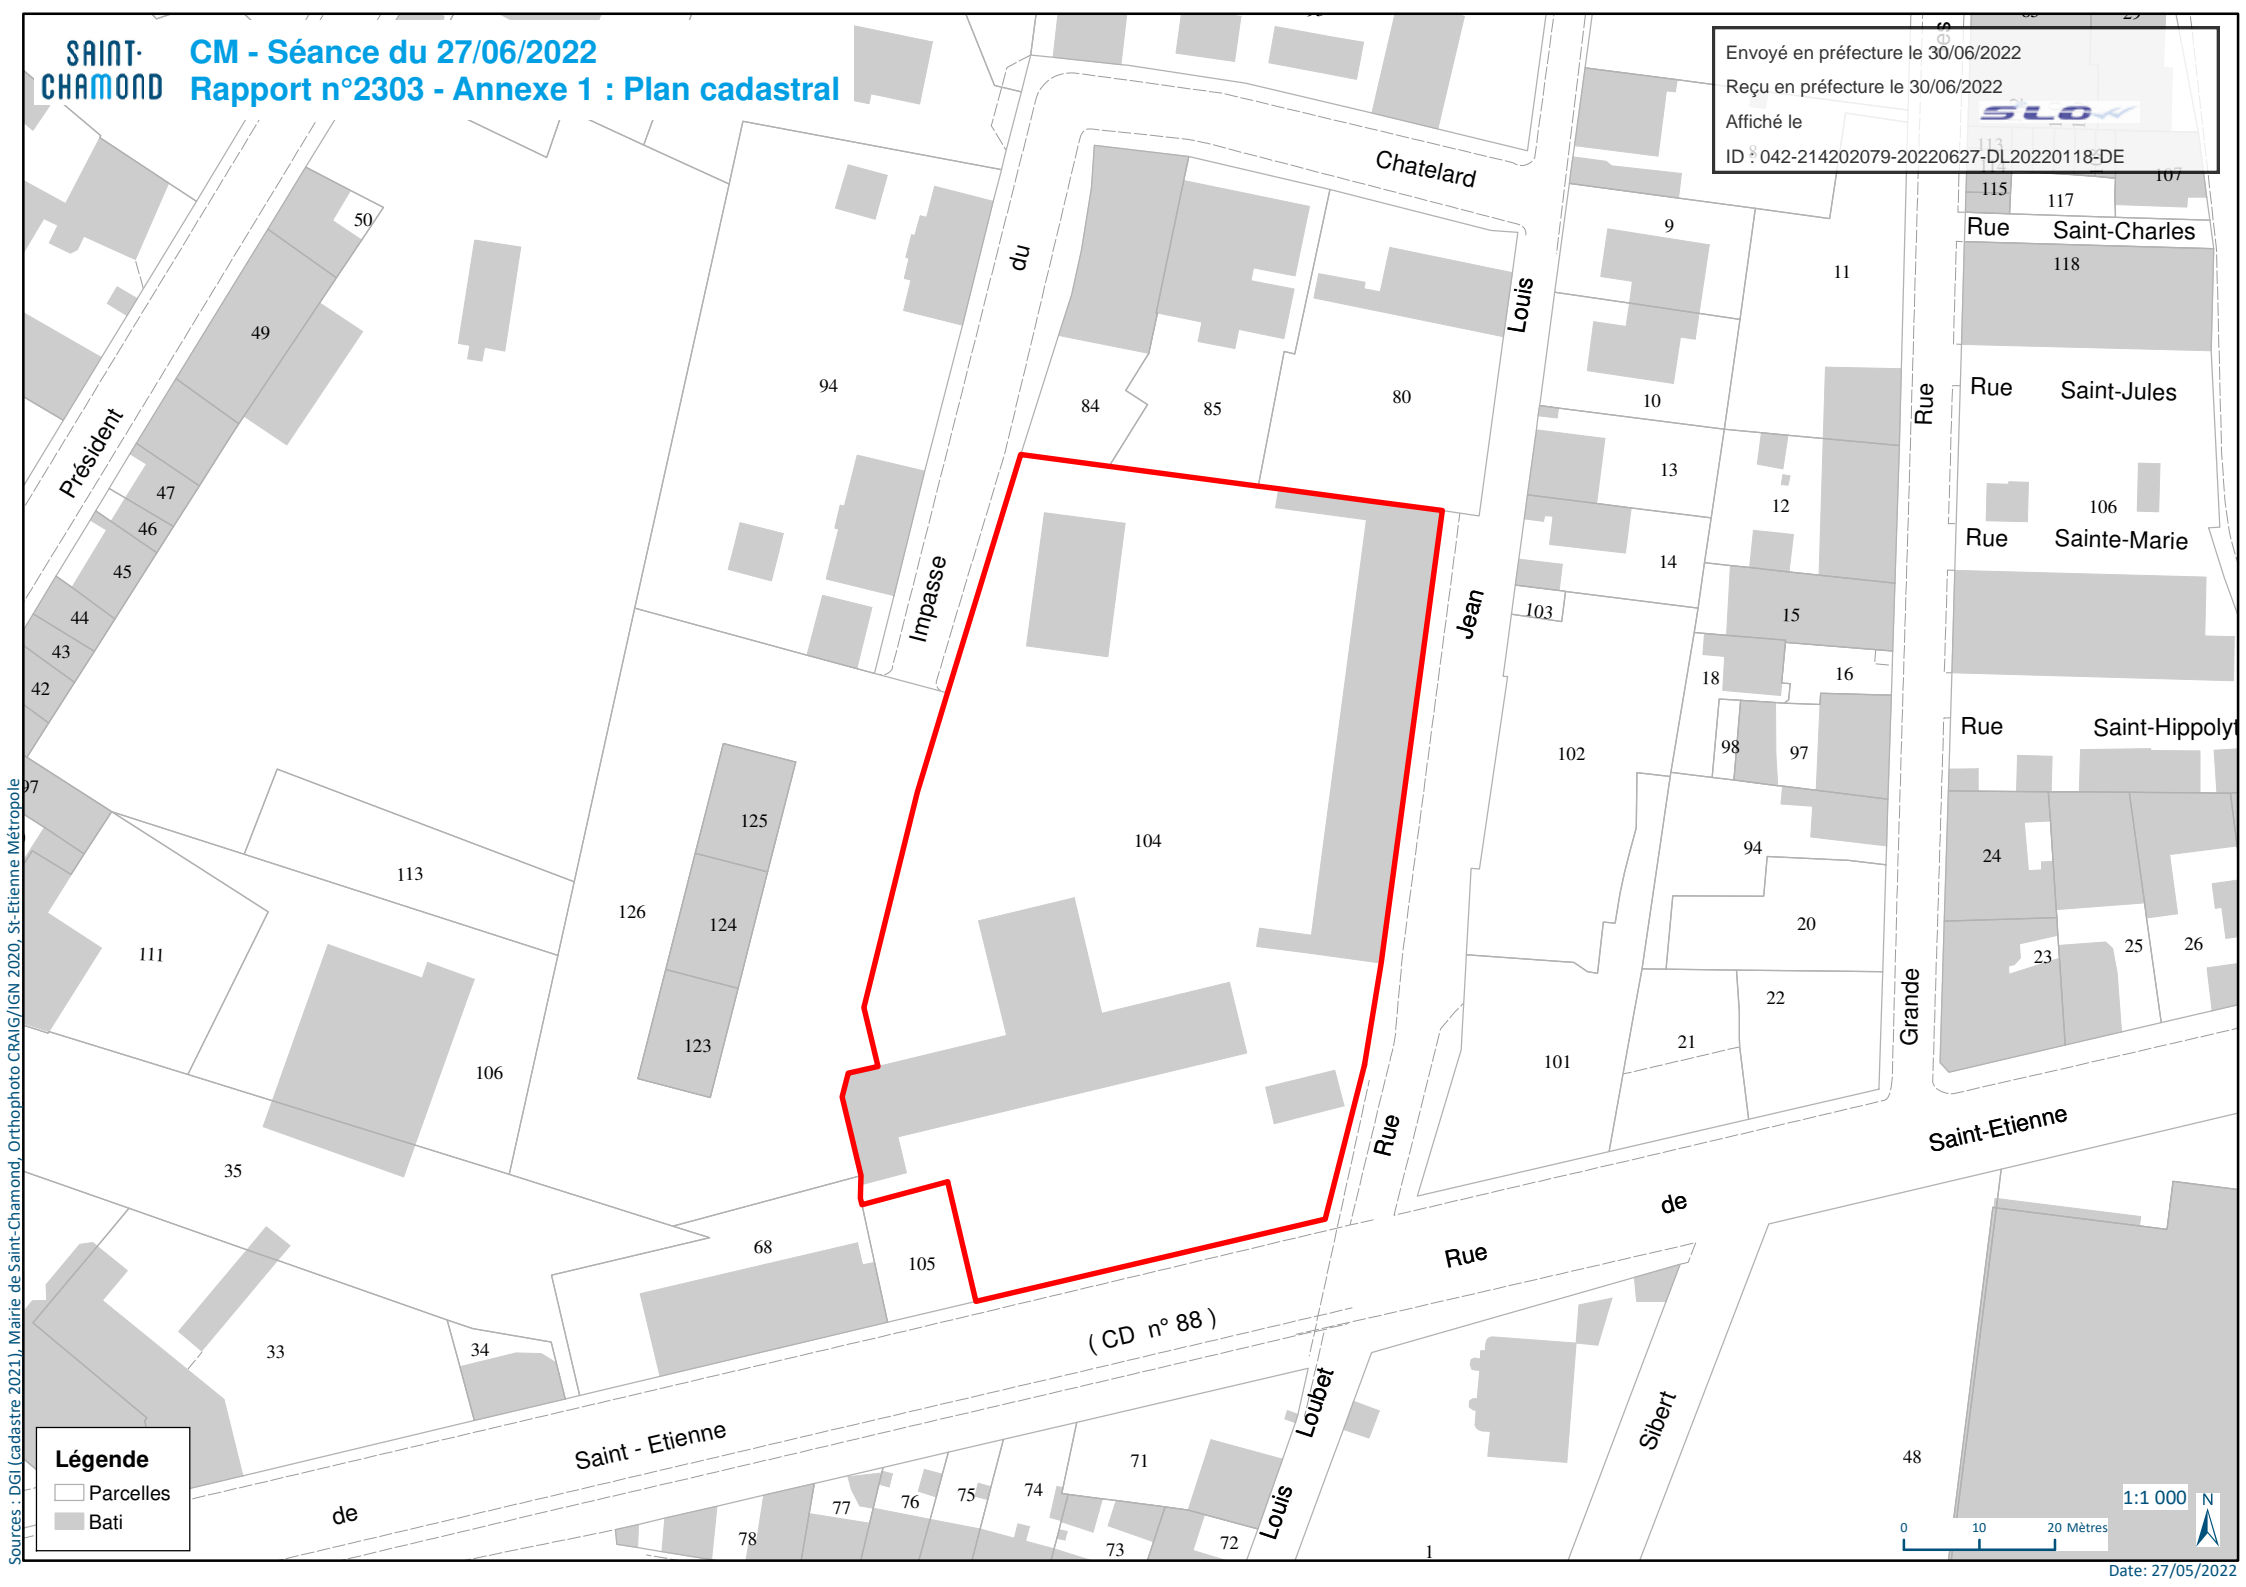 SAINT-
CHAMOND
CM - Séance du 27/06/2022
Rapport n°2303 - Annexe 1 : Plan cadastral
Envoyé en préfecture le 30/06/2022
Reçu en préfecture le 30/06/2022
Affiché le
SLOW
ID : 042-214202079-20220627-DL20220118-DE
Chatelard
113
107
115
117
Rue Saint-Charles
118
50
9
11
du
Louis
49
94
84
85
80
10
Rue
Rue Saint-Jules
Président
47
46
45
44
43
42
13
12
106
14
Rue Sainte-Marie
Impasse
Jean
103
15
18
16
98
97
102
Rue Saint-Hippolyt
97
125
104
113
94
24
111
126
124
20
23
25
26
22
Grande
123
106
101
21
Rue
Saint-Etienne
35
de
68
105
Rue
( CD n° 88 )
33
34
Loubet
Sibert
Saint - Etienne
71
48
Louis
de
77
76
75
74
78
73
72
1
Légende
Parcelles
Bati
1:1 000
N
0 10 20 Mètres
Date: 27/05/2022
Sources : DGI (cadastre 2021), Mairie de Saint-Chamond, Orthophoto CRAIG/IGN 2020, St-Etienne Métropole